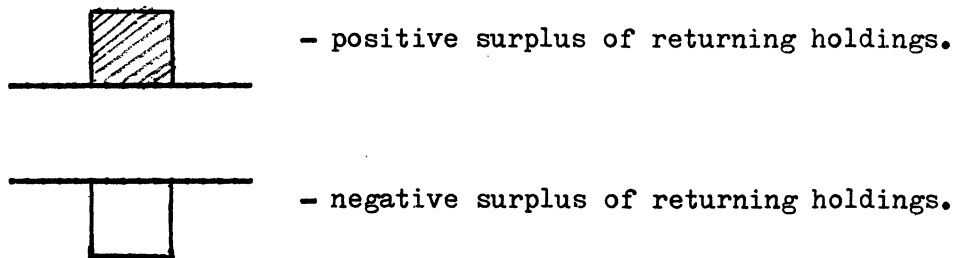 - positive surplus of returning holdings.
- negative surplus of returning holdings.